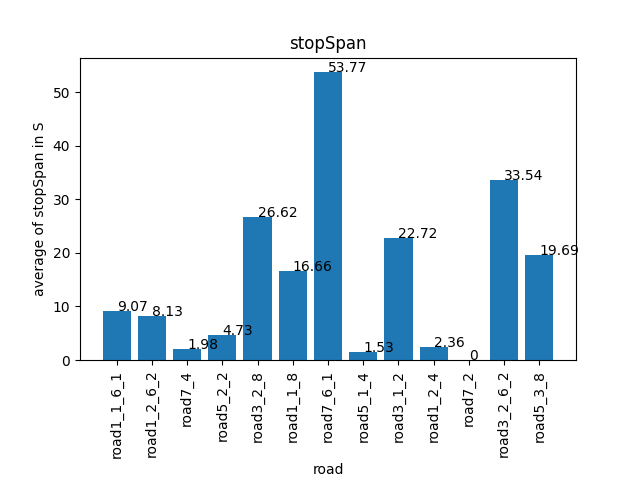 stopSpan
average of stopSpan in S
50
40
30
20
10
0
9.07
8.13
1.98
4.73
26.62
16.66
53.77
1.53
22.72
2.36
0
33.54
19.69
road1_1_6_1
road1_2_6_2
road7_4
road5_2_2
road3_2_8
road1_1_8
road7_6_1
road5_1_4
road3_1_2
road1_2_4
road7_2
road3_2_6_2
road5_3_8
road